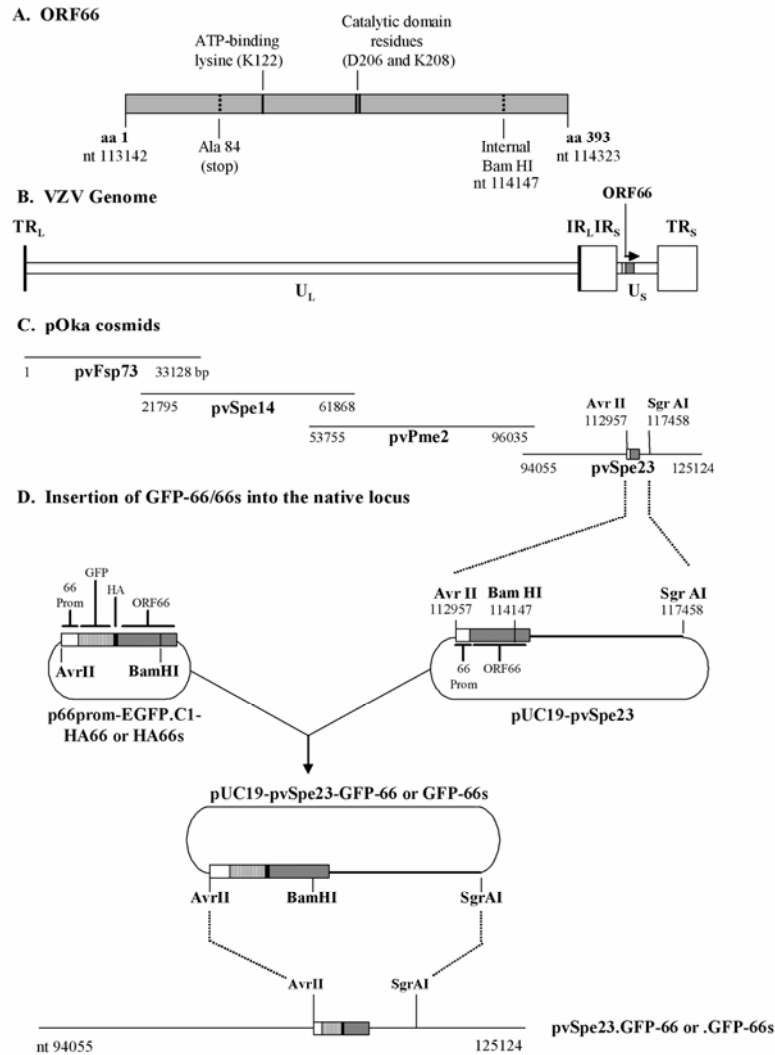 A. ORF66
ATP-binding
lysine (K122)
Catalytic domain
residues
(D206 and K208)
aa 1
nt 113142
Ala 84
(stop)
Internal
Bam HI
nt 114147
aa 393
nt 114323
B. VZV Genome
ORF66
TRL
IRL IRS
TRS
UL
US
C. pOka cosmids
1 pvFsp73 33128 bp
21795 pvSpe14 61868
53755 pvPme2 96035
Avr II
112957
Sgr AI
117458
94055 pvSpe23 125124
D. Insertion of GFP-66/66s into the native locus
66
Prom
GFP
HA
ORF66
AvrII
BamHI
p66prom-EGFP.C1-
HA66 or HA66s
Avr II
112957
Bam HI
114147
Sgr AI
117458
66
Prom
ORF66
pUC19-pvSpe23
pUC19-pvSpe23-GFP-66 or GFP-66s
AvrII
BamHI
SgrAI
AvrII
SgrAI
nt 94055
125124
pvSpe23.GFP-66 or .GFP-66s